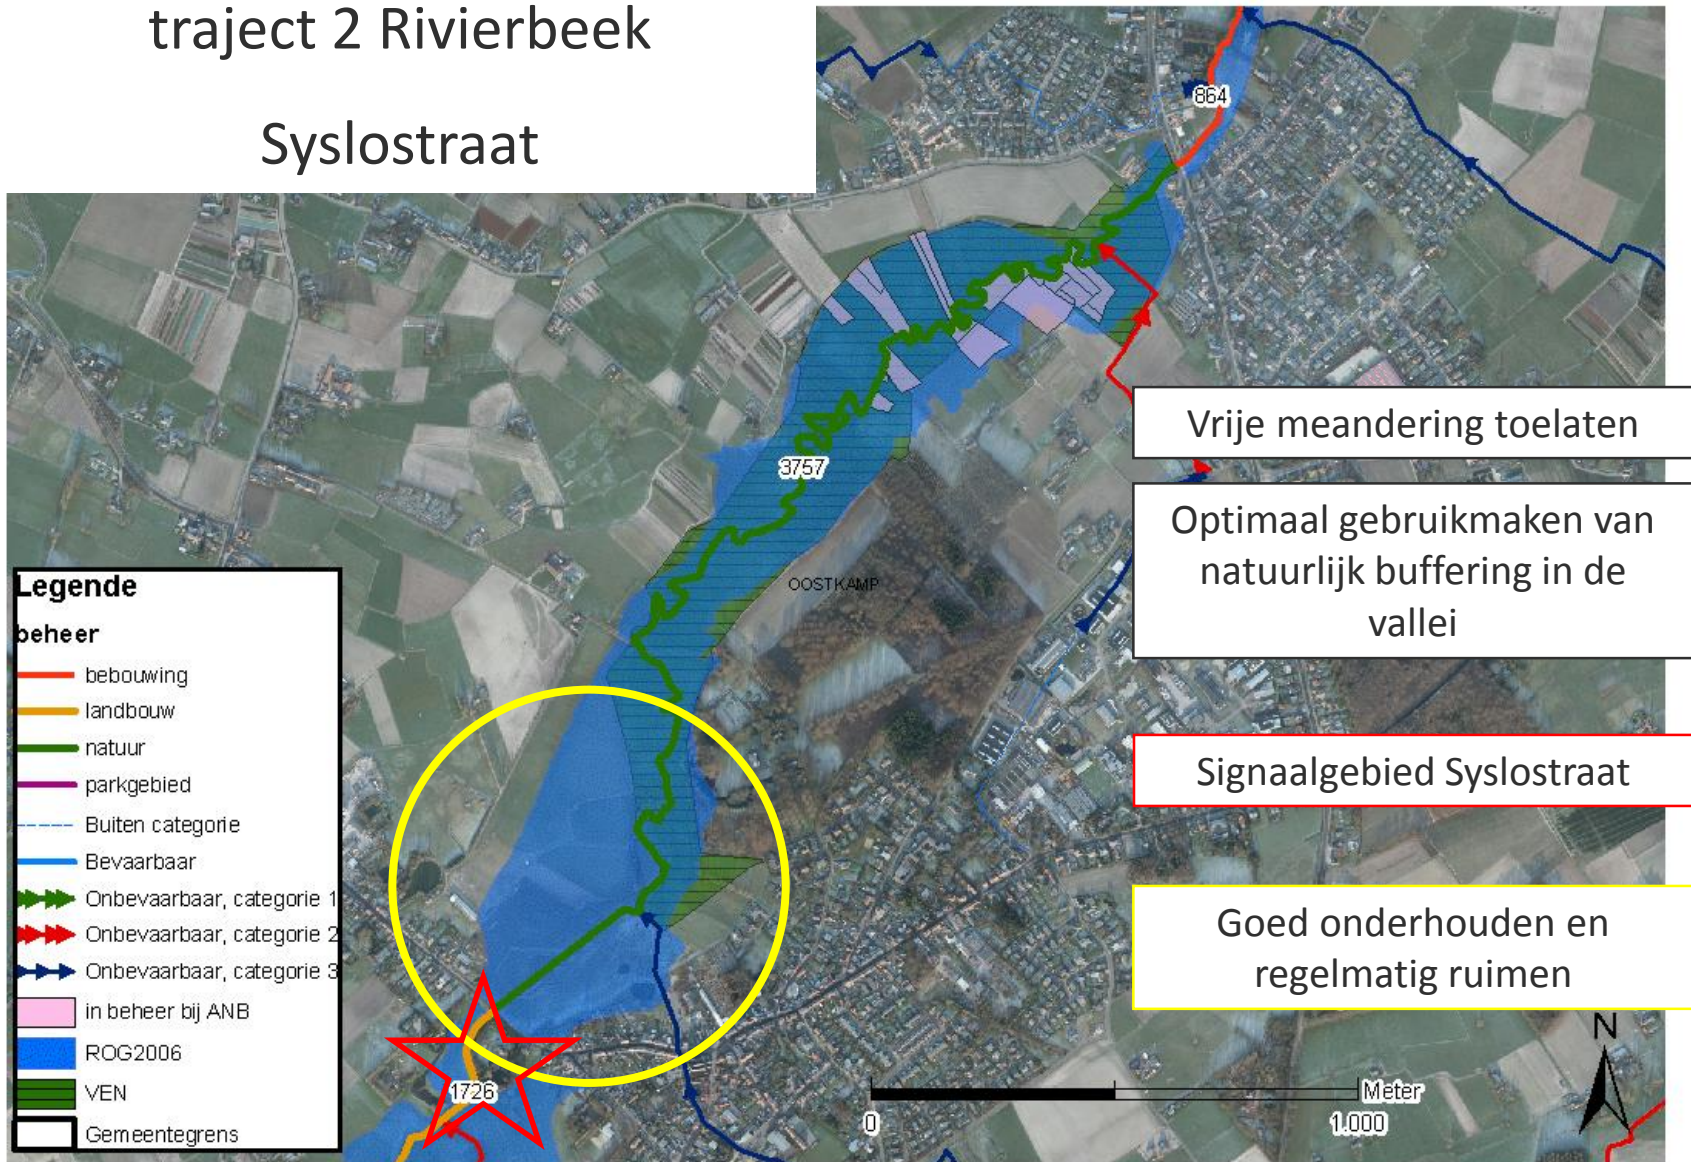 traject 2 Rivierbeek
Syslostraat
864
3757
OOSTKAMP
1726
Vrije meandering toelaten
Optimaal gebruikmaken van
natuurlijk buffering in de
vallei
Signaalgebied Syslostraat
Goed onderhouden en
regelmatig ruimen
Legende
beheer
bebouwing
landbouw
natuur
parkgebied
Buiten categorie
Bevaarbaar
Onbevaarbaar, categorie 1
Onbevaarbaar, categorie 2
Onbevaarbaar, categorie 3
in beheer bij ANB
ROG2006
VEN
Gemeentegrens
N
Meter
0 1.000